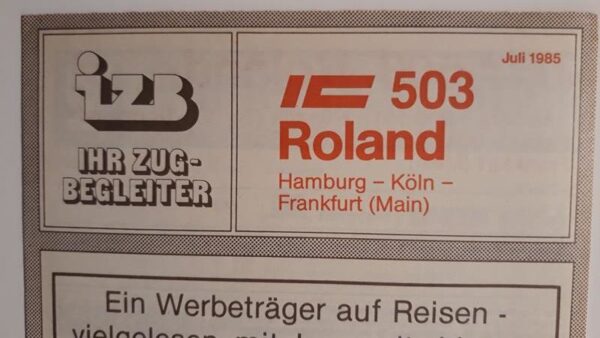 izB
IHR ZUG-
BEGLEITER
Juli 1985
IC 503
Roland
Hamburg – Köln –
Frankfurt (Main)
Ein Werbeträger auf Reisen -